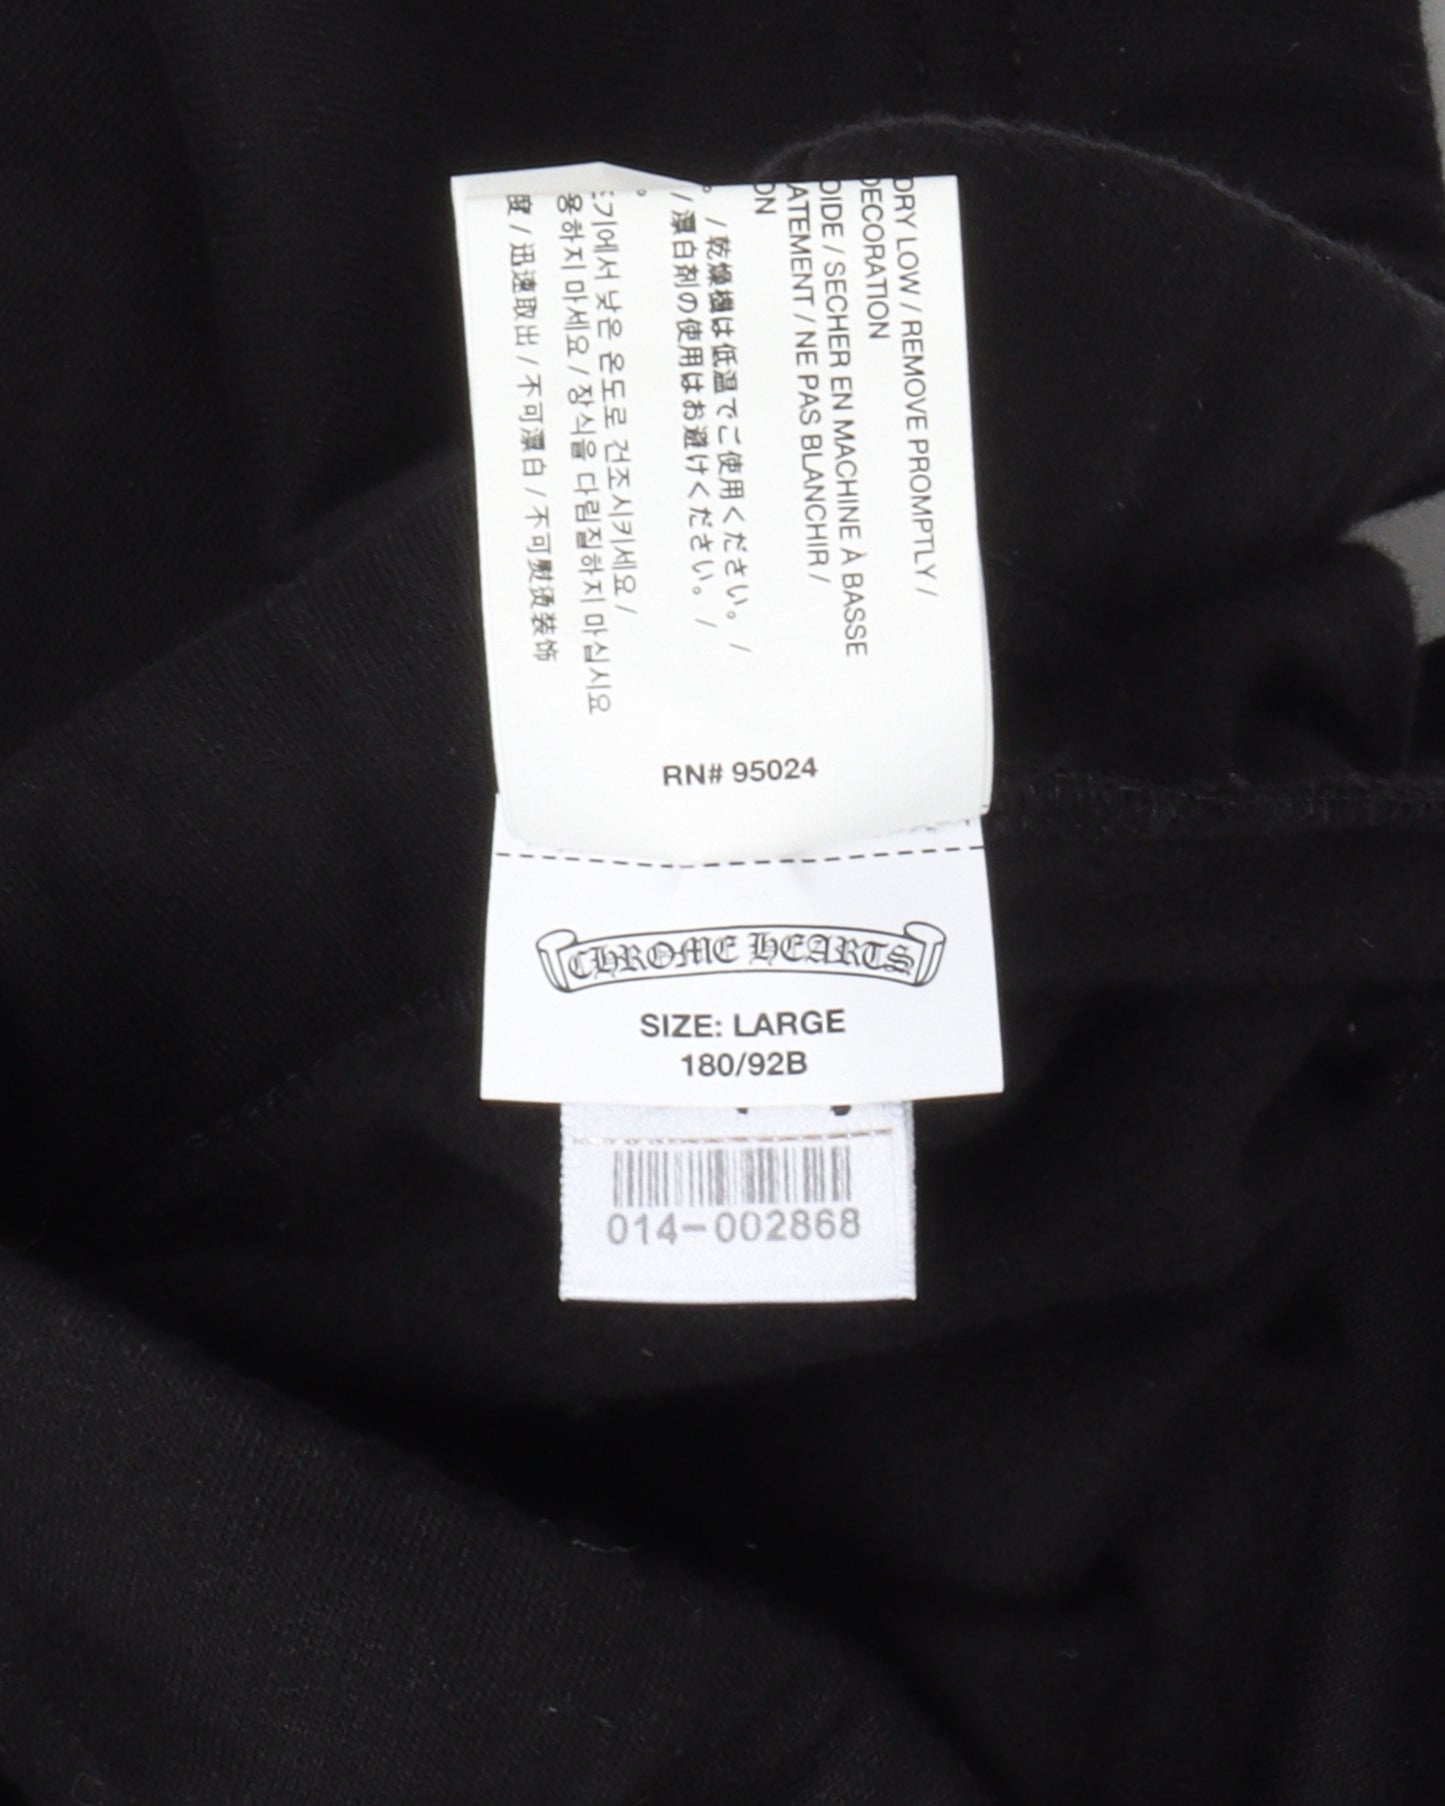 DRY LOW / REMOVE PROMPTLY /
DECORATION
OIDE / SECHER EN MACHINE À BASSE
ATEMENT / NE PAS BLANCHIR /
ON
。/ 乾燥機は低温でご使用ください。 /
/ 漂白剤の使用はお避けください。 /
기에서 낮은 온도로 건조시키세요 /
용하지 마세요 / 장식을 다림질하지 마십시요
度 / 迅速取出 / 不可漂白 / 不可熨烫装饰
RN# 95024
CHROME HEARTS
SIZE: LARGE
180/92B
014-002868